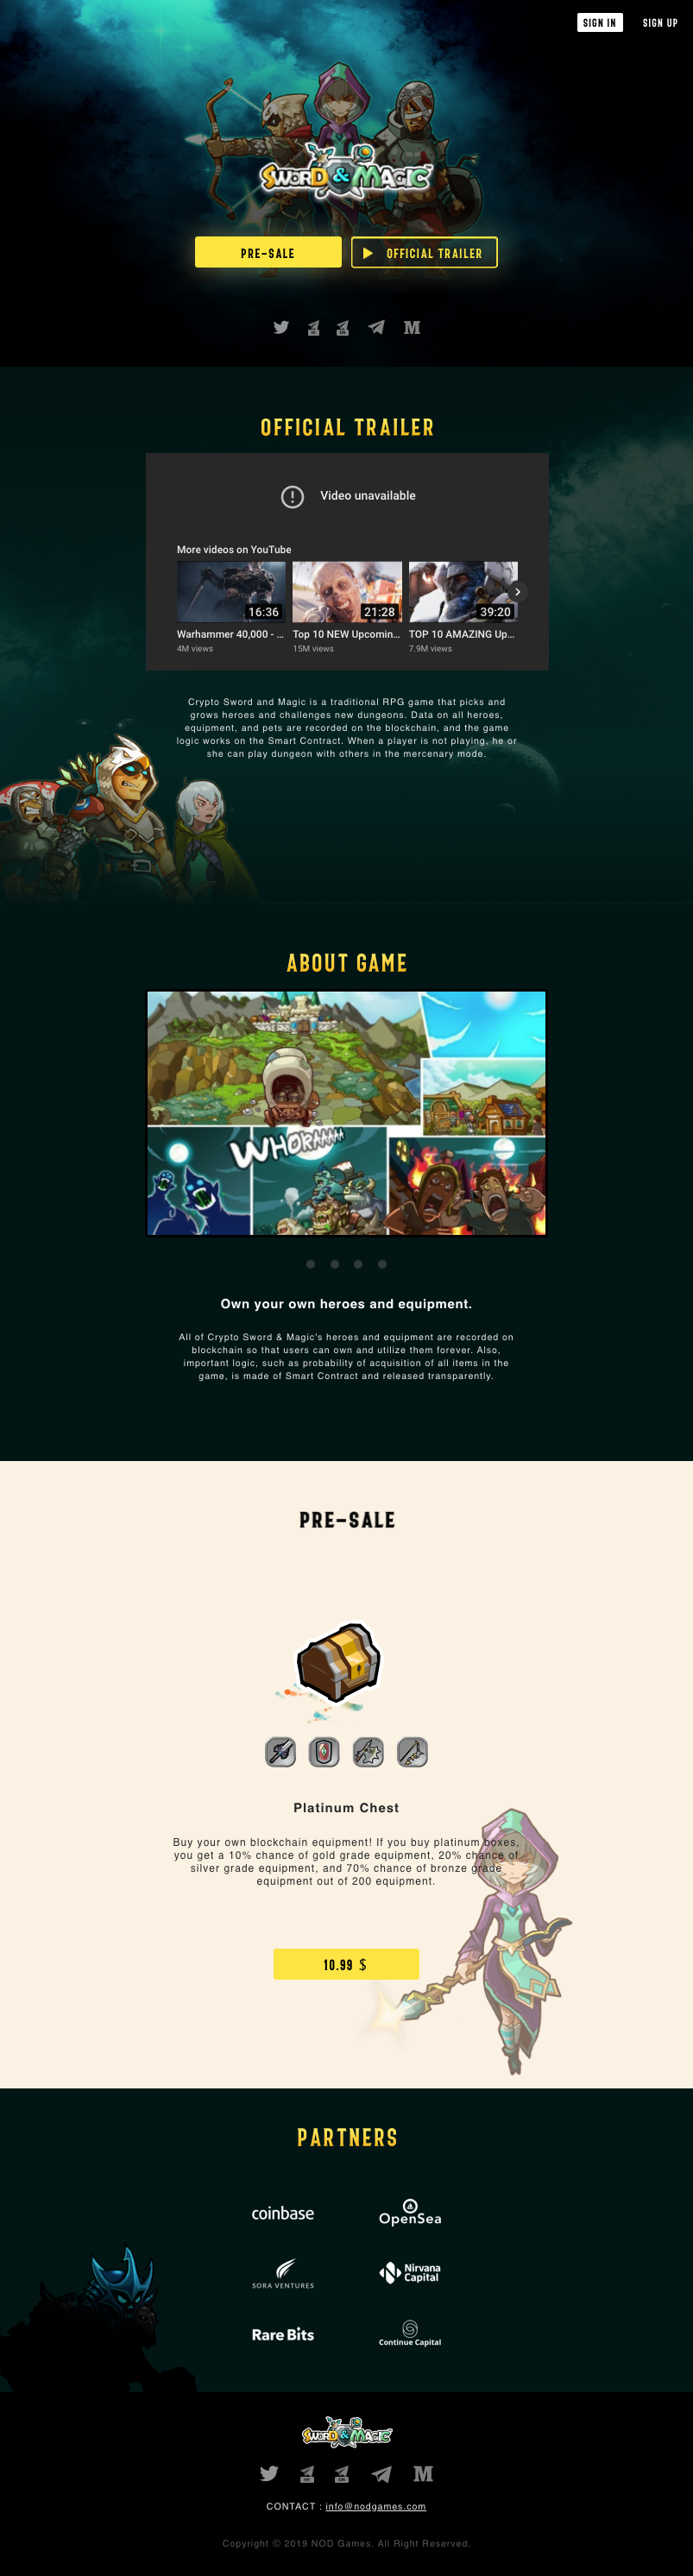 SIGN IN
SIGN UP
SWORD & MAGIC
PRE-SALE
OFFICIAL TRAILER
M
OFFICIAL TRAILER
Video unavailable
More videos on YouTube
16:36
21:28
39:20
Warhammer 40,000 - ...
Top 10 NEW Upcomin...
TOP 10 AMAZING Up...
4M views
15M views
7.9M views
Crypto Sword and Magic is a traditional RPG game that picks and
grows heroes and challenges new dungeons. Data on all heroes,
equipment, and pets are recorded on the blockchain, and the game
logic works on the Smart Contract. When a player is not playing, he or
she can play dungeon with others in the mercenary mode.
ABOUT GAME
Own your own heroes and equipment.
All of Crypto Sword & Magic's heroes and equipment are recorded on
blockchain so that users can own and utilize them forever. Also,
important logic, such as probability of acquisition of all items in the
game, is made of Smart Contract and released transparently.
PRE-SALE
Platinum Chest
Buy your own blockchain equipment! If you buy platinum boxes,
you get a 10% chance of gold grade equipment, 20% chance of
silver grade equipment, and 70% chance of bronze grade
equipment out of 200 equipment.
10.99 $
PARTNERS
coinbase
OpenSea
SORA VENTURES
Nirvana
Capital
Rare Bits
Continue Capital
SWORD & MAGIC
M
CONTACT : info@nodgames.com
Copyright © 2019 NOD Games. All Right Reserved.